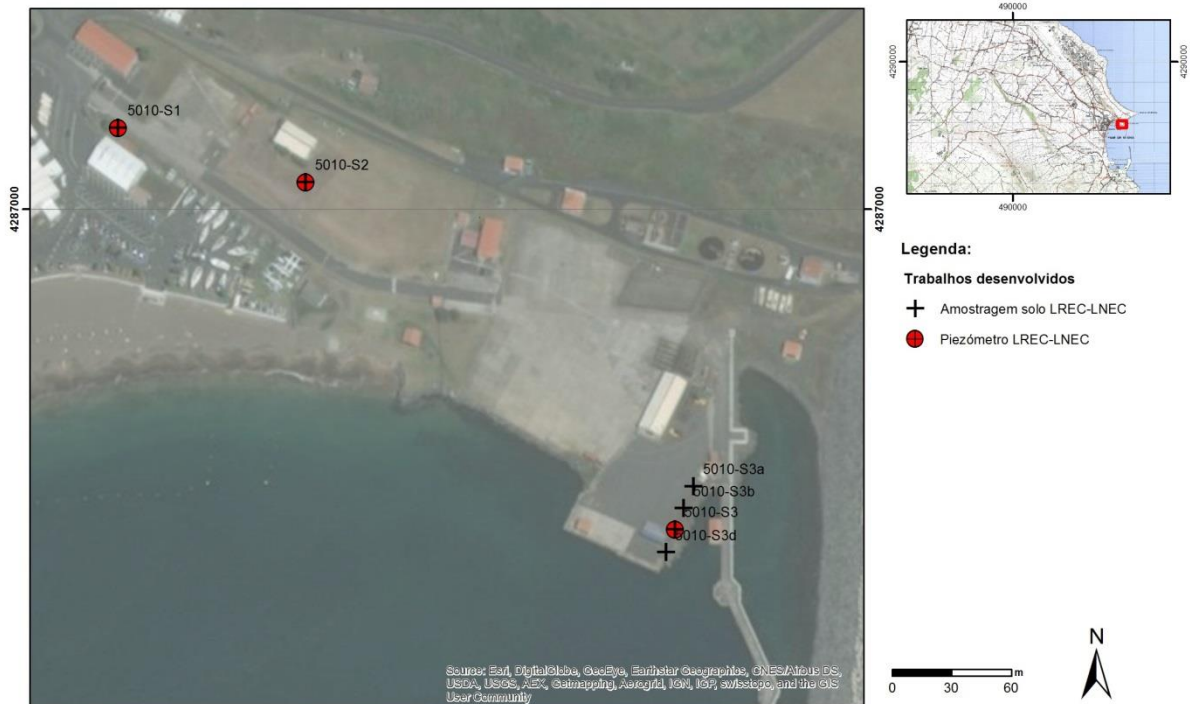 5010-S1
5010-S2
4287000
4287000
5010-S3a
5010-S3b
5010-S3
5010-S3d
Source: Esri, DigitalGlobe, GeoEye, Earthstar Geographics, CNES/Airbus DS,
USDA, USGS, AEX, Getmapping, Aerogrid, IGN, IGP, swisstopo, and the GIS
User Community
490000
4290000
4290000
490000
Legenda:
Trabalhos desenvolvidos
Amostragem solo LREC-LNEC
Piezómetro LREC-LNEC
N
m
0 30 60